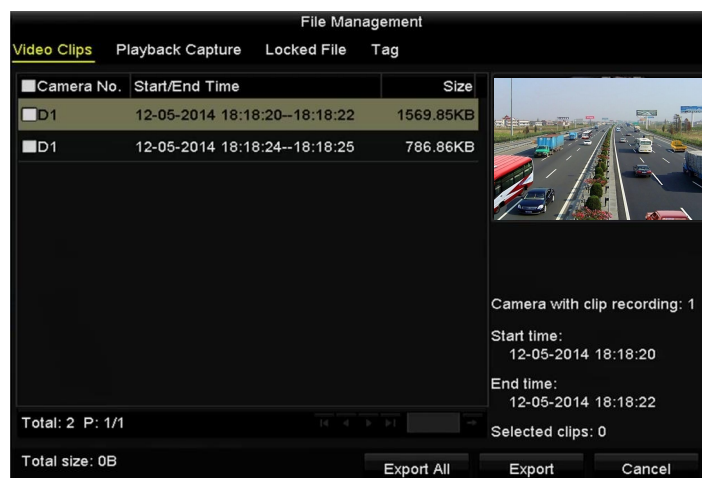 File Management
Video Clips Playback Capture Locked File Tag
Camera No. Start/End Time Size
D1 12-05-2014 18:18:20--18:18:22 1569.85KB
D1 12-05-2014 18:18:24--18:18:25 786.86KB
Camera with clip recording: 1
Start time:
12-05-2014 18:18:20
End time:
12-05-2014 18:18:22
Selected clips: 0
Total: 2 P: 1/1
Total size: 0B
Export All Export Cancel